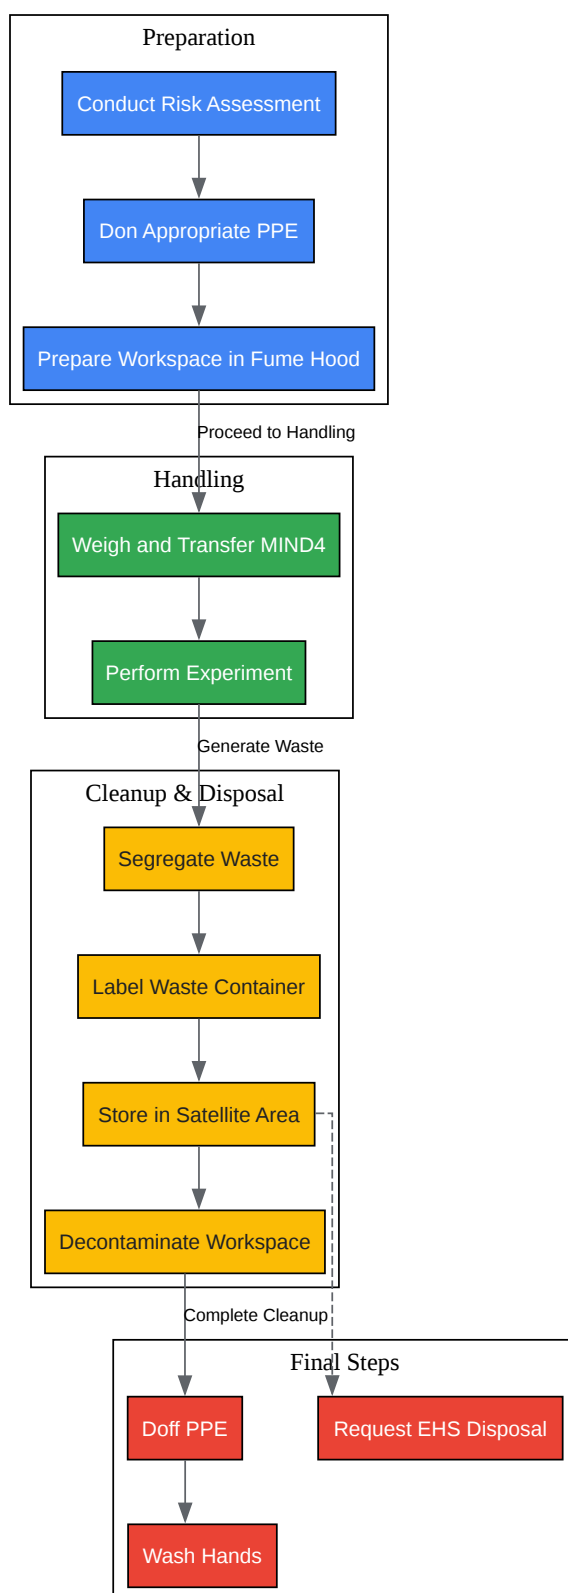 Preparation
Conduct Risk Assessment
Don Appropriate PPE
Prepare Workspace in Fume Hood
Proceed to Handling
Handling
Weigh and Transfer MIND4
Perform Experiment
Generate Waste
Cleanup & Disposal
Segregate Waste
Label Waste Container
Store in Satellite Area
Decontaminate Workspace
Complete Cleanup
Final Steps
Doff PPE
Request EHS Disposal
Wash Hands